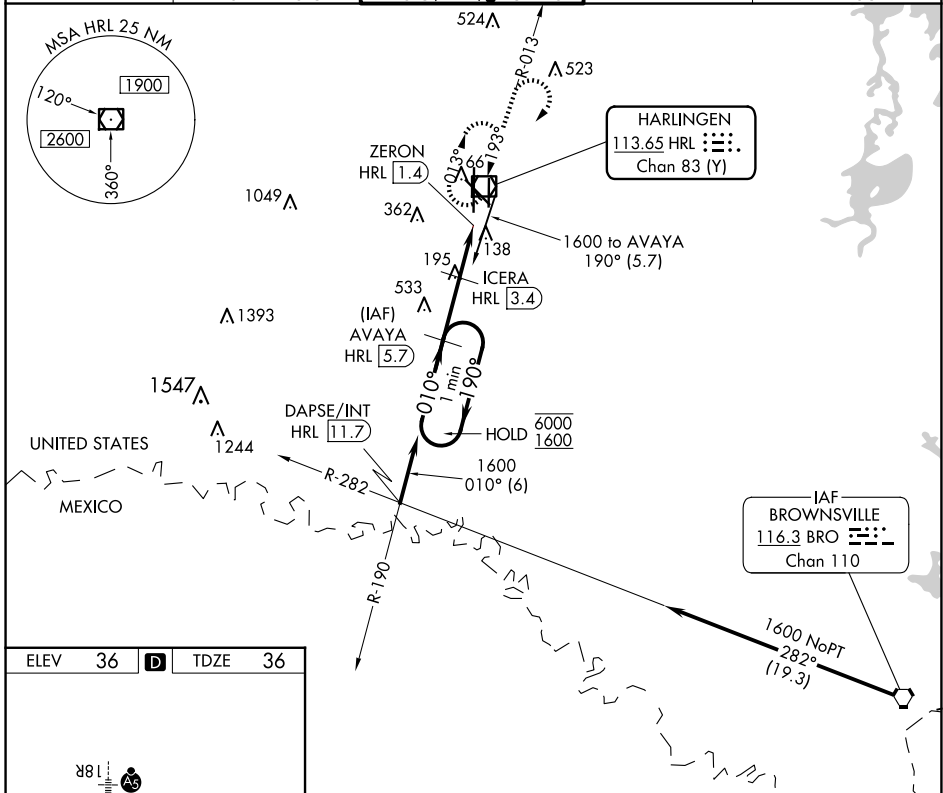 MSA HRL 25 NM
1900
120°
2600
360°
524
R-013
523
HARLINGEN
113.65 HRL
Chan 83 (Y)
ZERON
HRL 1.4
013°
193°
66
1049
362
138
1600 to AVAYA
190° (5.7)
195
ICERA
HRL 3.4
533
1393
(IAF)
AVAYA
HRL 5.7
010°
1 min
190°
1547
1244
DAPSE/INT
HRL 11.7
HOLD
6000
1600
UNITED STATES
MEXICO
R-282
1600
010° (6)
R-190
IAF
BROWNSVILLE
116.3 BRO
Chan 110
1600 NoPT
282°
(19.3)
ELEV 36 D TDZE 36
18R
A5